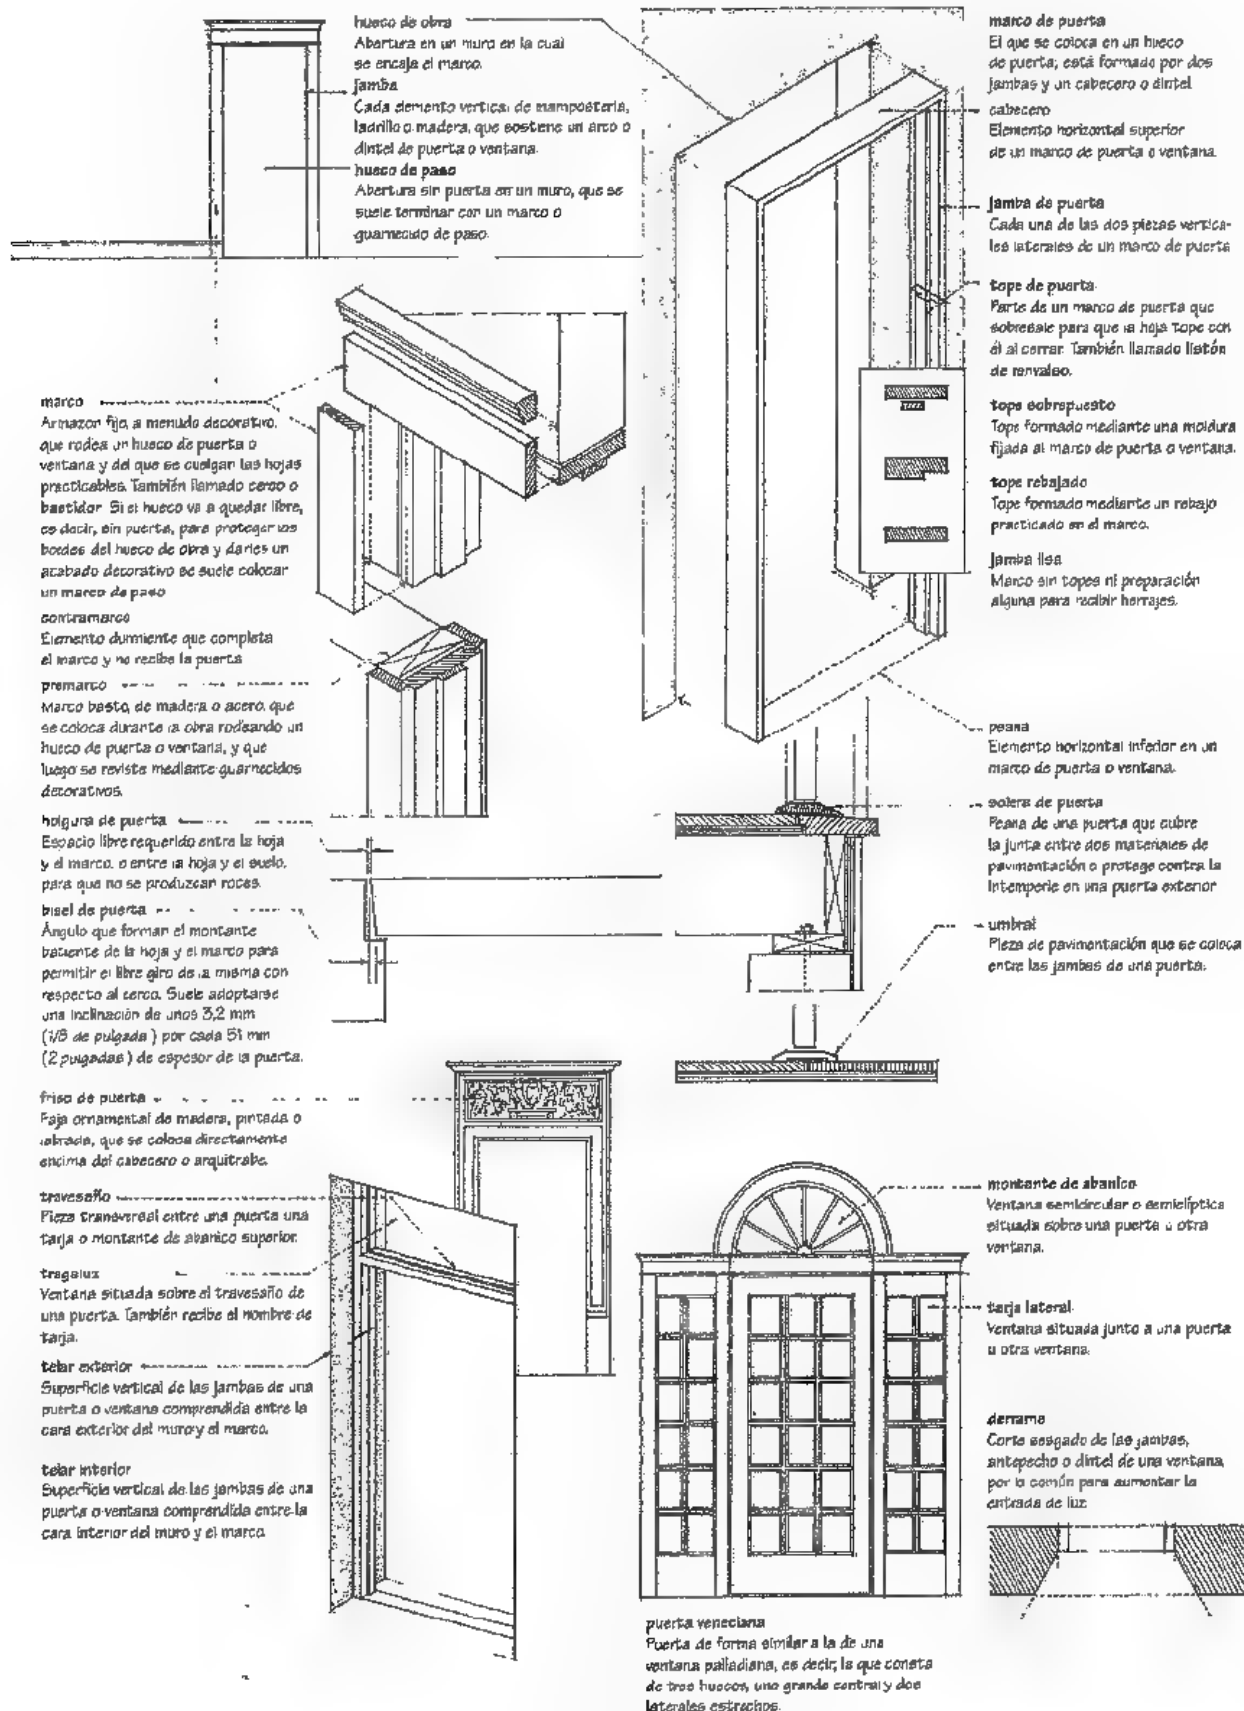 hueco de obra
Abertura en un muro en la cual
se encaja el marco.
jamba
Cada elemento vertical de mampostería,
ladrillo o madera, que sostiene un arco o
dintel de puerta o ventana.
hueco de paso
Abertura sin puerta en un muro, que se
suele terminar con un marco o
guarnecido de paso.
marco de puerta
El que se coloca en un hueco
de puerta; está formado por dos
jambas y un cabecero o dintel
cabecero
Elemento horizontal superior
de un marco de puerta o ventana.
jamba de puerta
Cada una de las dos piezas vertica-
les laterales de un marco de puerta
tope de puerta
Parte de un marco de puerta que
sobresale para que la hoja tope con
él al cerrar. También llamado listón
de renvalso.
tope sobrepuesto
Tope formado mediante una moldura
fijada al marco de puerta o ventana.
tope rebajado
Tope formado mediante un rebajo
practicado en el marco.
jamba lisa
Marco sin topes ni preparación
alguna para recibir herrajes.
marco
Armazon fijo, a menudo decorativo,
que rodea un hueco de puerta o
ventana y del que se cuelgan las hojas
practicables. También llamado cerco o
bastidor. Si el hueco va a quedar libre,
es decir, sin puerta, para proteger los
bordes del hueco de obra y darles un
acabado decorativo se suele colocar
un marco de paso
contramarco
Elemento durmiente que completa
el marco y no recibe la puerta
premarco
Marco basto, de madera o acero, que
se coloca durante la obra rodeando un
hueco de puerta o ventana, y que
luego se reviste mediante guarnecidos
decorativos.
holgura de puerta
Espacio libre requerido entre la hoja
y el marco, o entre la hoja y el suelo,
para que no se produzcan roces.
bisel de puerta
Ángulo que forman el montante
batiente de la hoja y el marco para
permitir el libre giro de la misma con
respecto al cerco. Suele adoptarse
una inclinación de unos 3,2 mm
(1/8 de pulgada) por cada 51 mm
(2 pulgadas) de espesor de la puerta.
peana
Elemento horizontal inferior en un
marco de puerta o ventana.
solera de puerta
Peana de una puerta que cubre
la junta entre dos materiales de
pavimentación o protege contra la
intemperie en una puerta exterior
umbral
Pieza de pavimentación que se coloca
entre las jambas de una puerta.
friso de puerta
Faja ornamental de madera, pintada o
labrada, que se coloca directamente
encima del cabecero o arquitrabe.
travesaño
Pieza transversal entre una puerta una
tarja o montante de abanico superior.
tragaluz
Ventana situada sobre el travesaño de
una puerta. También recibe el nombre de
tarja.
telar exterior
Superficie vertical de las jambas de una
puerta o ventana comprendida entre la
cara exterior del muro y el marco.
telar interior
Superficie vertical de las jambas de una
puerta o ventana comprendida entre la
cara interior del muro y el marco
montante de abanico
Ventana semicircular o semielíptica
situada sobre una puerta u otra
ventana.
tarja lateral
Ventana situada junto a una puerta
u otra ventana.
derrame
Corte sesgado de las jambas,
antepecho o dintel de una ventana,
por lo común para aumentar la
entrada de luz
puerta veneciana
Puerta de forma similar a la de una
ventana palladiana, es decir, la que consta
de tres huecos, uno grande central y dos
laterales estrechos.